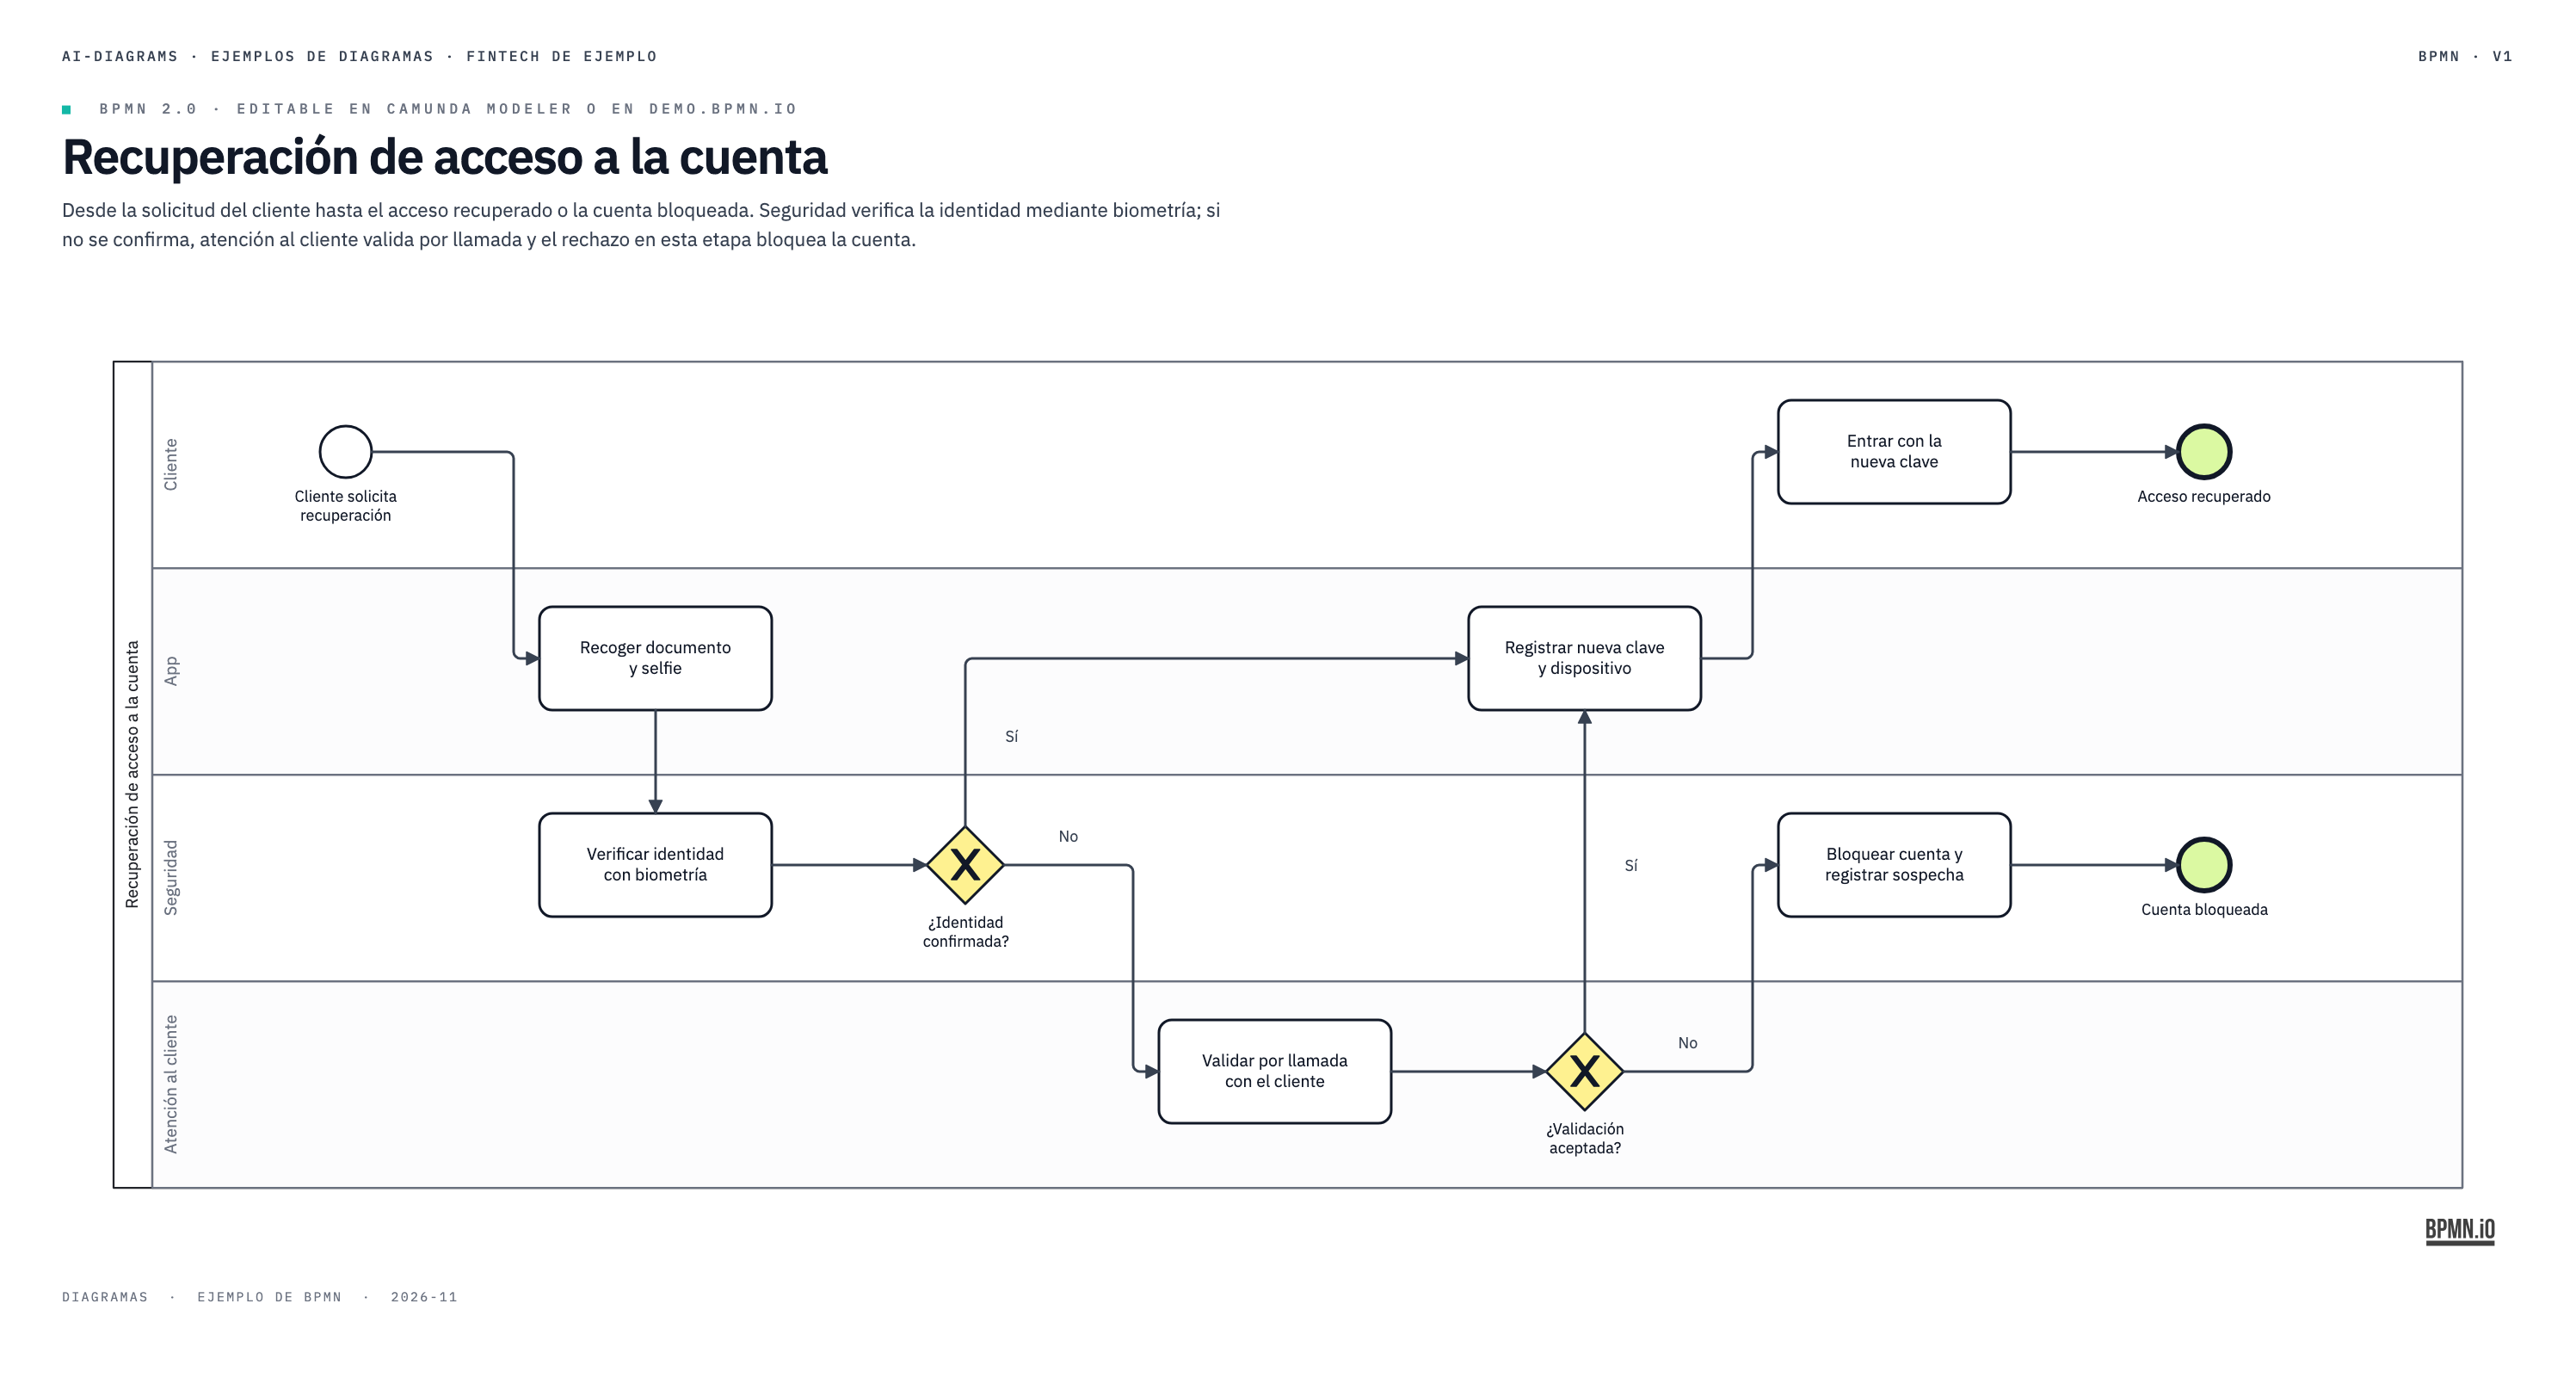 AI-DIAGRAMS · EJEMPLOS DE DIAGRAMAS · FINTECH DE EJEMPLO
BPMN · V1
BPMN 2.0 · EDITABLE EN CAMUNDA MODELER O EN DEMO.BPMN.IO
Recuperación de acceso a la cuenta
Desde la solicitud del cliente hasta el acceso recuperado o la cuenta bloqueada. Seguridad verifica la identidad mediante biometría; si
no se confirma, atención al cliente valida por llamada y el rechazo en esta etapa bloquea la cuenta.
Recuperación de acceso a la cuenta
Cliente
Cliente solicita
recuperación
Entrar con la
nueva clave
Acceso recuperado
App
Recoger documento
y selfie
Registrar nueva clave
y dispositivo
Sí
Seguridad
Verificar identidad
con biometría
¿Identidad
confirmada?
No
Sí
Bloquear cuenta y
registrar sospecha
Cuenta bloqueada
Atención al cliente
Validar por llamada
con el cliente
¿Validación
aceptada?
No
BPMN.iO
DIAGRAMAS · EJEMPLO DE BPMN · 2026-11